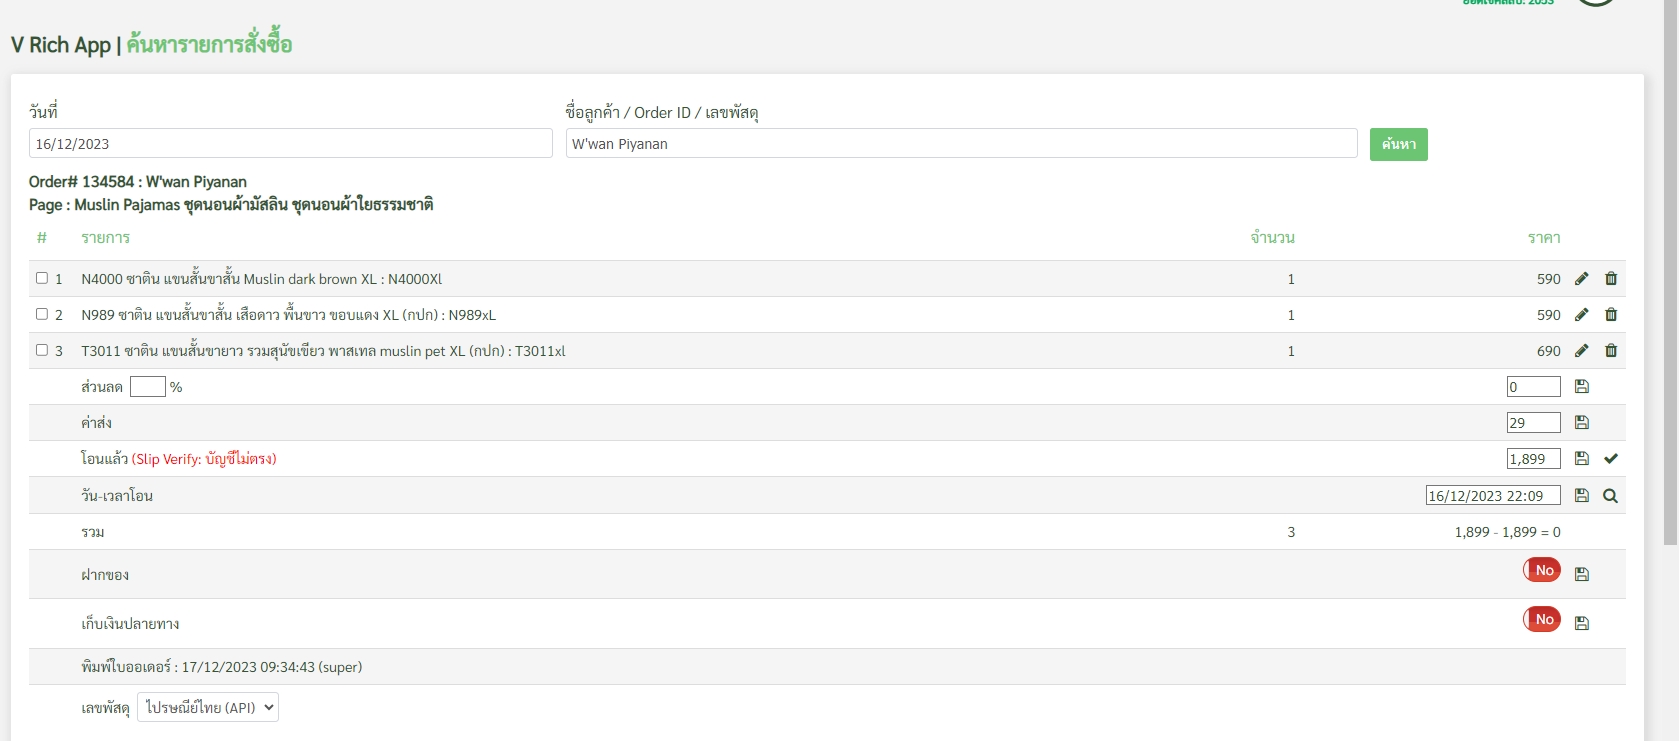 ยอดเช็คสลิป: 2053
V Rich App | ค้นหารายการสั่งซื้อ
วันที่ ชื่อลูกค้า / Order ID / เลขพัสดุ
16/12/2023 W'wan Piyanan ค้นหา
Order# 134584 : W'wan Piyanan
Page : Muslin Pajamas ชุดนอนผ้ามัสลิน ชุดนอนผ้าใยธรรมชาติ
# รายการ จำนวน ราคา
1 N4000 ซาติน แขนสั้นขาสั้น Muslin dark brown XL : N4000Xl 1 590
2 N989 ซาติน แขนสั้นขาสั้น เสือดาว พื้นขาว ขอบแดง XL (กปก) : N989xL 1 590
3 T3011 ซาติน แขนสั้นขายาว รวมสุนัขเขียว พาสเทล muslin pet XL (กปก) : T3011xl 1 690
ส่วนลด % 0
ค่าส่ง 29
โอนแล้ว (Slip Verify: บัญชีไม่ตรง) 1,899
วัน-เวลาโอน 16/12/2023 22:09
รวม 3 1,899 - 1,899 = 0
ฝากของ No
เก็บเงินปลายทาง No
พิมพ์ใบออเดอร์ : 17/12/2023 09:34:43 (super)
เลขพัสดุ ไปรษณีย์ไทย (API)